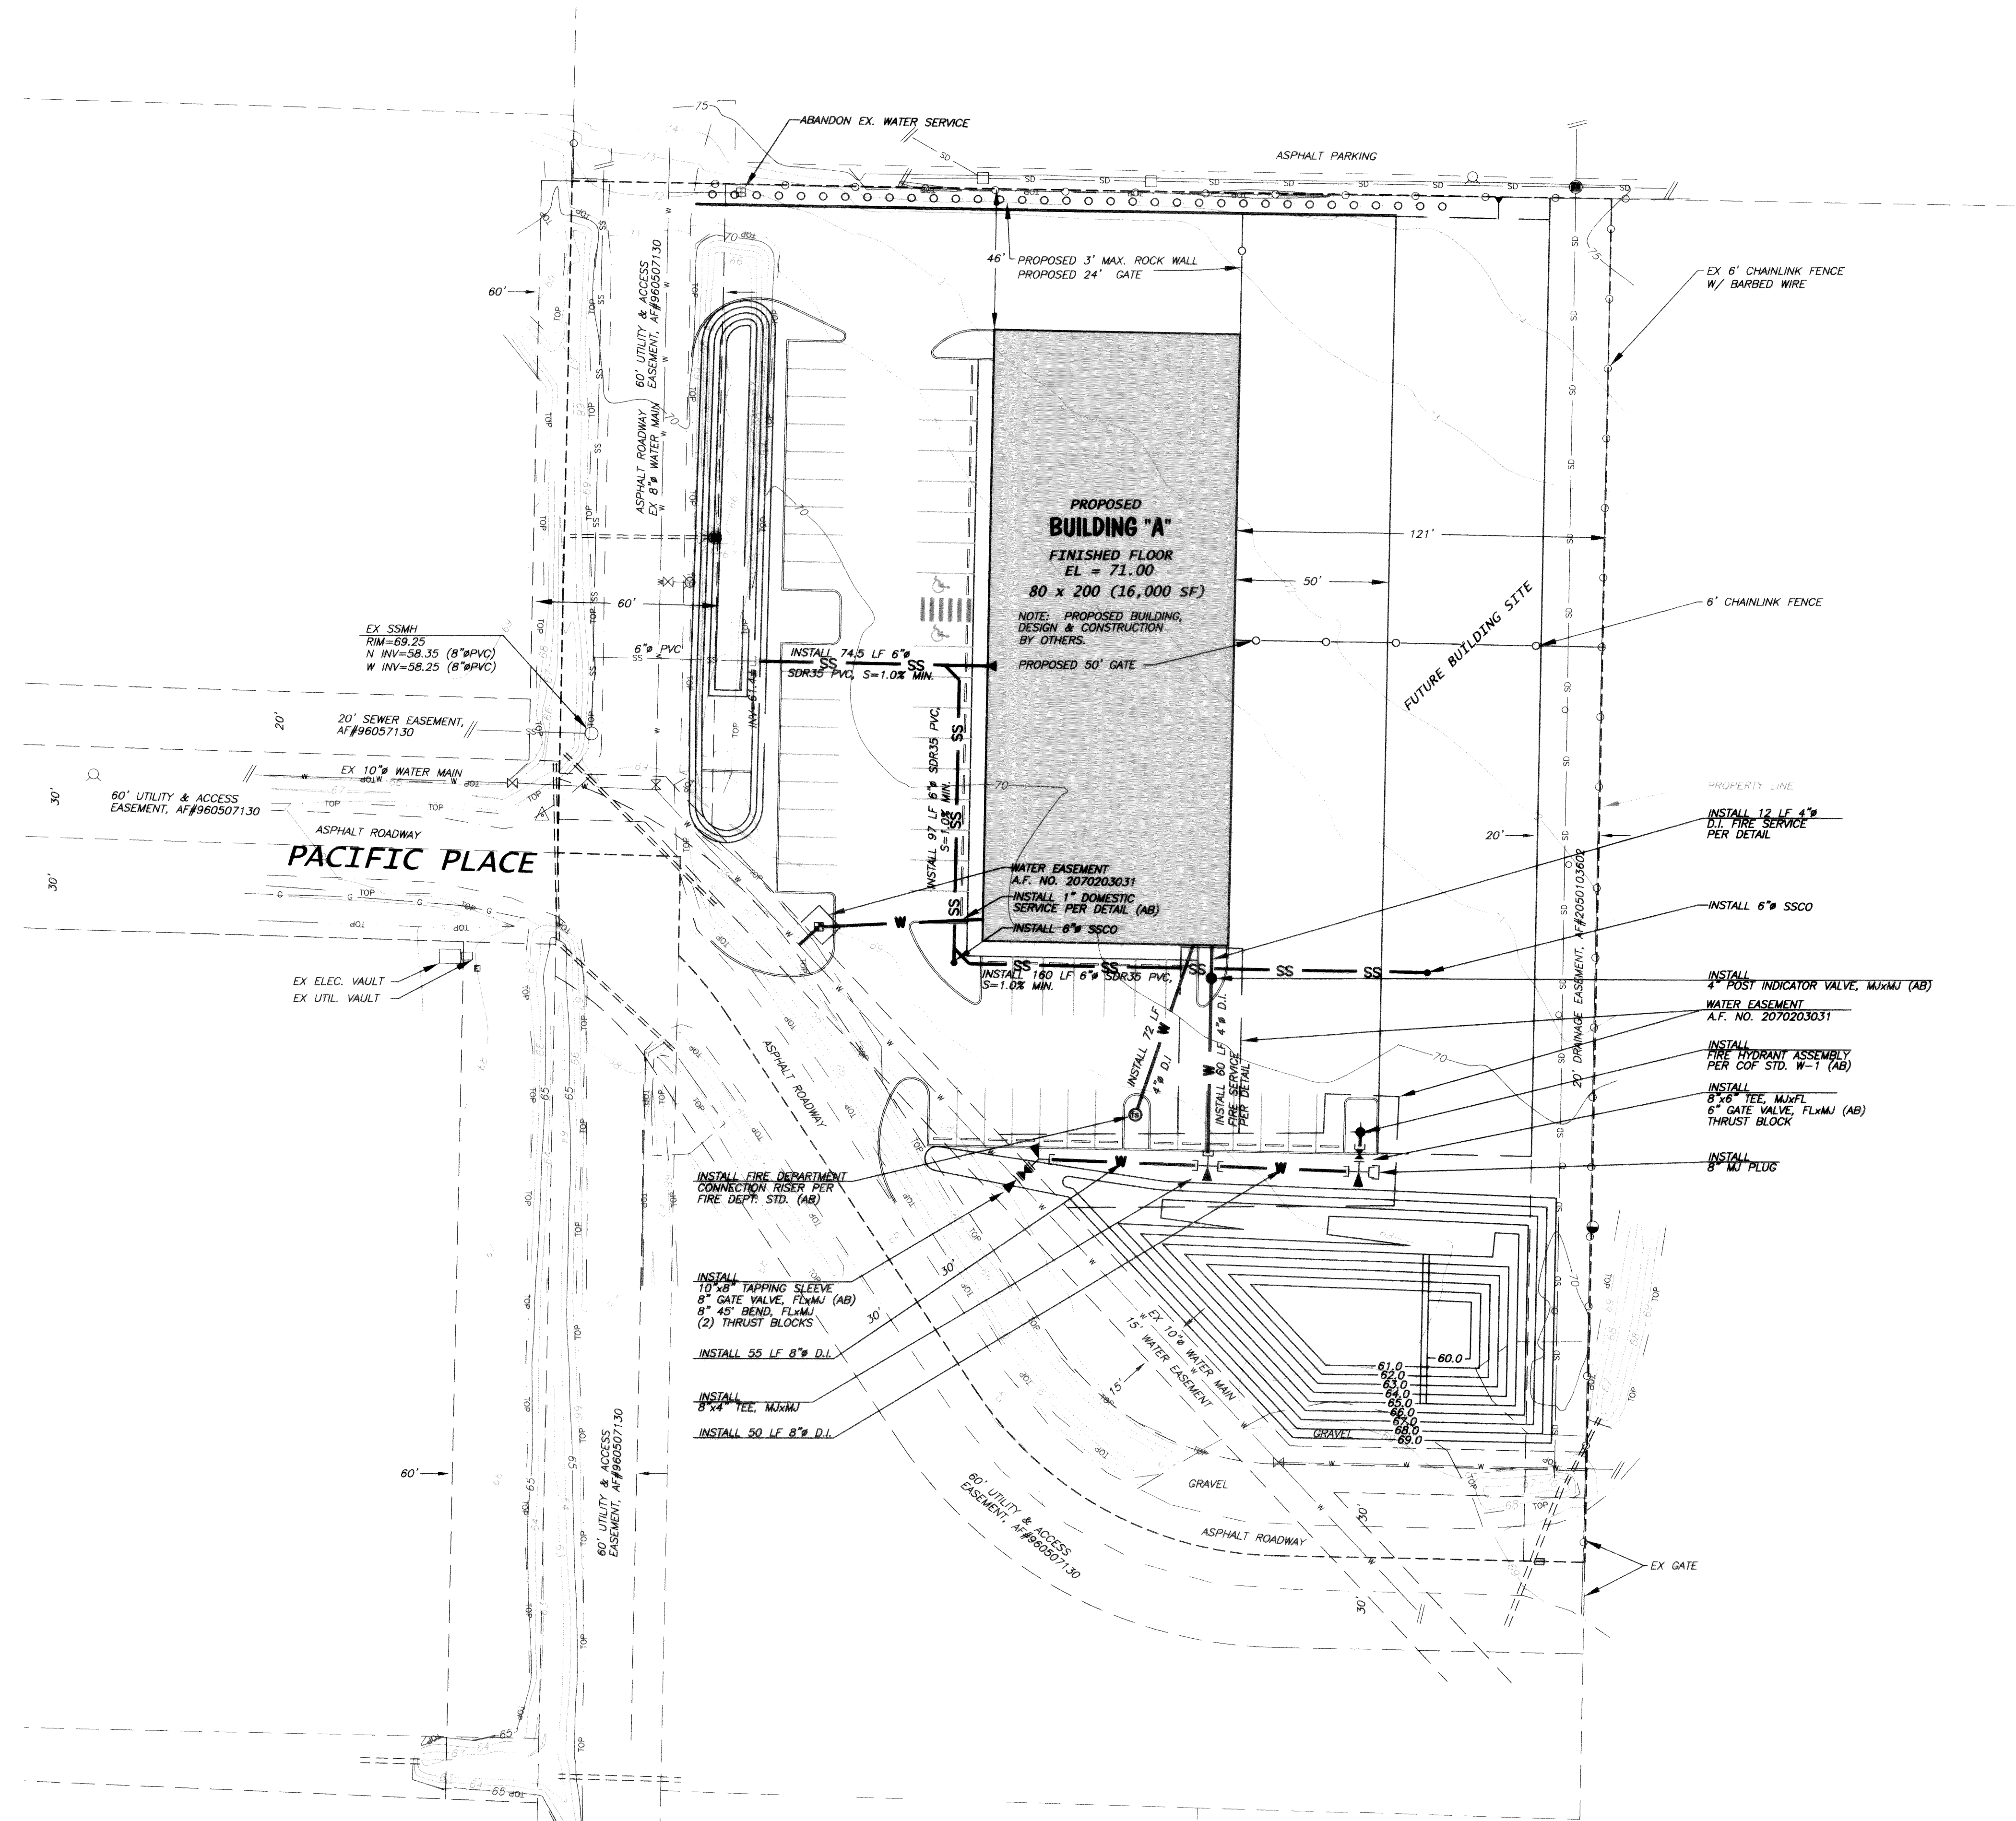 75
ABANDON EX. WATER SERVICE
ASPHALT PARKING
73
70
46'
PROPOSED 3' MAX. ROCK WALL
PROPOSED 24' GATE
60'
EX 6' CHAINLINK FENCE
W/ BARBED WIRE
75
ASPHALT ROADWAY
EX 8"ø WATER MAIN
60' UTILITY & ACCESS
EASEMENT, AF#960507130
PROPOSED
BUILDING "A"
FINISHED FLOOR
EL = 71.00
80 x 200 (16,000 SF)
NOTE: PROPOSED BUILDING,
DESIGN & CONSTRUCTION
BY OTHERS.
PROPOSED 50' GATE
121'
50'
FUTURE BUILDING SITE
6' CHAINLINK FENCE
60'
EX SSMH
RIM=69.25
N INV=58.35 (8"øPVC)
W INV=58.25 (8"øPVC)
6"ø PVC
INSTALL 74.5 LF 6"ø
SDR35 PVC, S=1.0% MIN.
INV=61.4±
INSTALL 97 LF 6"ø SDR35 PVC,
S=1.0% MIN.
20'
20' SEWER EASEMENT,
AF#96057130
EX 10"ø WATER MAIN
30'
60' UTILITY & ACCESS
EASEMENT, AF#960507130
ASPHALT ROADWAY
PACIFIC PLACE
30'
70
PROPERTY LINE
INSTALL 12 LF 4"ø
D.I. FIRE SERVICE
PER DETAIL
20'
20' DRAINAGE EASEMENT, AF#2050103602
WATER EASEMENT
A.F. NO. 2070203031
INSTALL 1" DOMESTIC
SERVICE PER DETAIL (AB)
INSTALL 6"ø SSCO
INSTALL 6"ø SSCO
EX ELEC. VAULT
EX UTIL. VAULT
INSTALL 160 LF 6"ø SDR35 PVC,
S=1.0% MIN.
INSTALL
4" POST INDICATOR VALVE, MJxMJ (AB)
WATER EASEMENT
A.F. NO. 2070203031
INSTALL
FIRE HYDRANT ASSEMBLY
PER COF STD. W-1 (AB)
INSTALL
8"x6" TEE, MJxFL
6" GATE VALVE, FLxMJ (AB)
THRUST BLOCK
INSTALL
8" MJ PLUG
INSTALL 72 LF
4"ø D.I
INSTALL 60 LF 4"ø D.I.
FIRE SERVICE
PER DETAIL
ASPHALT ROADWAY
70
INSTALL FIRE DEPARTMENT
CONNECTION RISER PER
FIRE DEPT. STD. (AB)
INSTALL
10"x8" TAPPING SLEEVE
8" GATE VALVE, FLxMJ (AB)
8" 45° BEND, FLxMJ
(2) THRUST BLOCKS
INSTALL 55 LF 8"ø D.I.
INSTALL
8"x4" TEE, MJxMJ
INSTALL 50 LF 8"ø D.I.
30'
30'
EX 10"ø WATER MAIN
15' WATER EASEMENT
15'
60.0
61.0
62.0
63.0
64.0
65.0
66.0
67.0
68.0
69.0
GRAVEL
GRAVEL
60'
60' UTILITY & ACCESS
EASEMENT, AF#960507130
60' UTILITY & ACCESS
EASEMENT, AF#960507130
ASPHALT ROADWAY
30'
30'
EX GATE
65
65